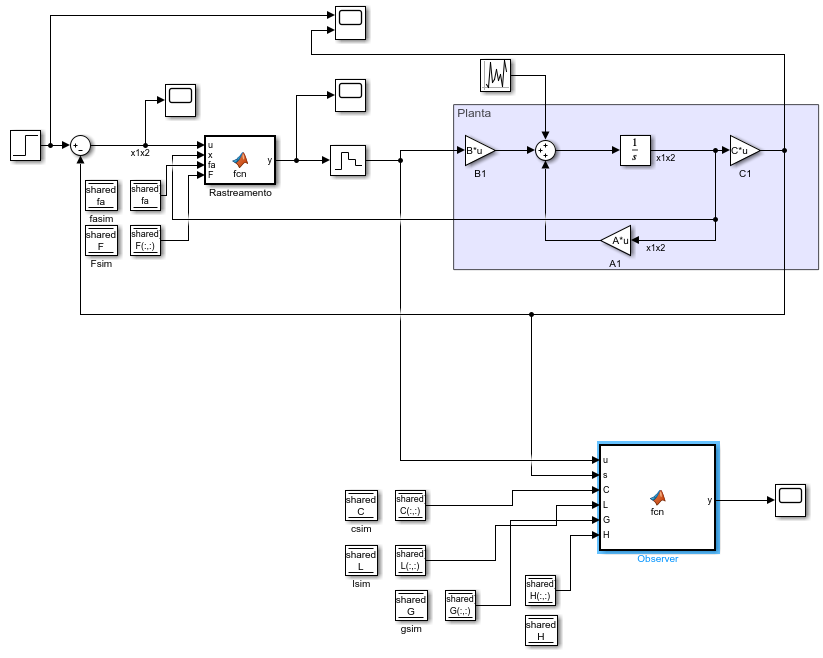 Planta
+
-
x1x2
u
x
fa
F
fcn
y
Rastreamento
shared
fa
fasim
shared
fa
shared
F
Fsim
shared
F(:,:)
B*u
B1
+
+
+
1
s
x1x2
C*u
C1
A*u
A1
x1x2
u
s
C
L
G
H
fcn
y
Observer
shared
C
csim
shared
C(:,:)
shared
L
lsim
shared
L(:,:)
shared
G
gsim
shared
G(:,:)
shared
H(:,:)
shared
H